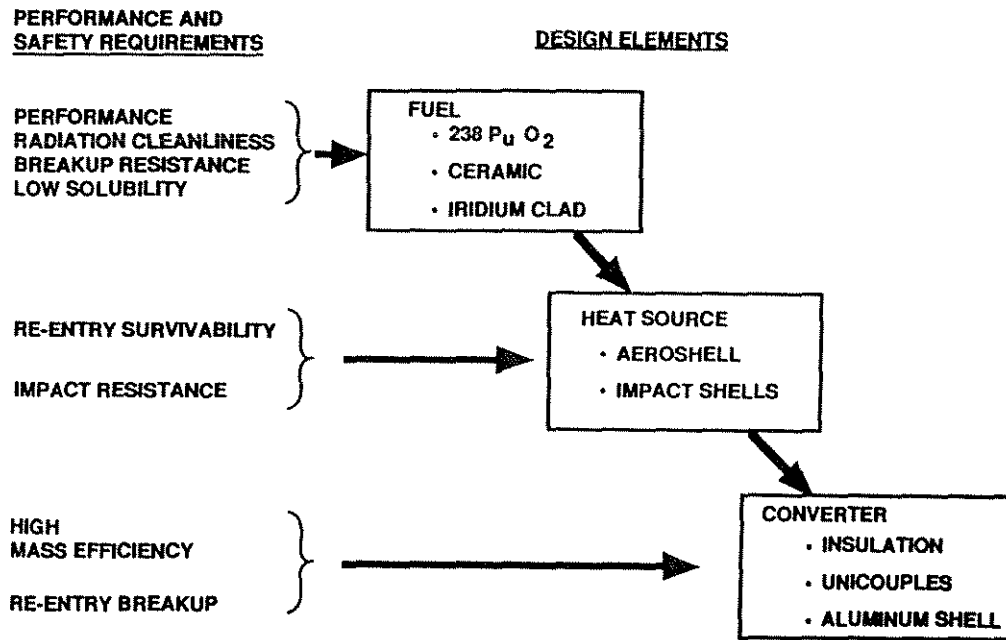 PERFORMANCE AND
SAFETY REQUIREMENTS
DESIGN ELEMENTS
PERFORMANCE
RADIATION CLEANLINESS
BREAKUP RESISTANCE
LOW SOLUBILITY
FUEL
• 238 Pu O2
• CERAMIC
• IRIDIUM CLAD
RE-ENTRY SURVIVABILITY
IMPACT RESISTANCE
HEAT SOURCE
• AEROSHELL
• IMPACT SHELLS
HIGH
MASS EFFICIENCY
RE-ENTRY BREAKUP
CONVERTER
• INSULATION
• UNICOUPLES
• ALUMINUM SHELL